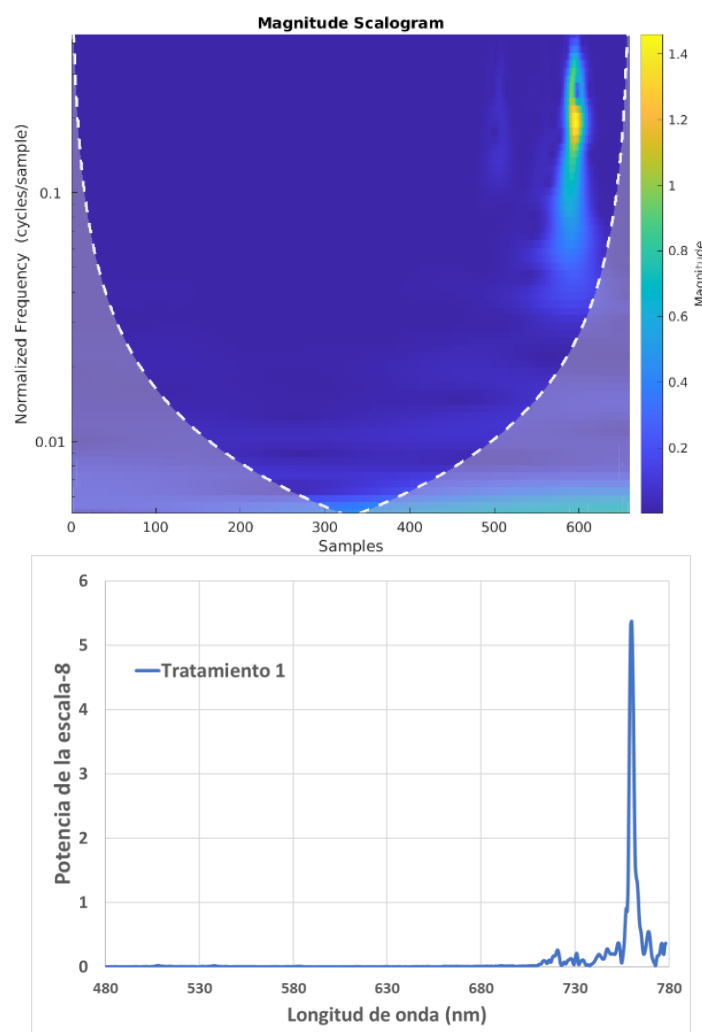 Magnitude Scalogram
Normalized Frequency (cycles/sample)
0.1
0.01
0 100 200 300 400 500 600
Samples
1.4
1.2
1
0.8
0.6
0.4
0.2
Magnitude
6
5
4
3
2
1
0
Potencia de la escala-8
Tratamiento 1
480 530 580 630 680 730 780
Longitud de onda (nm)